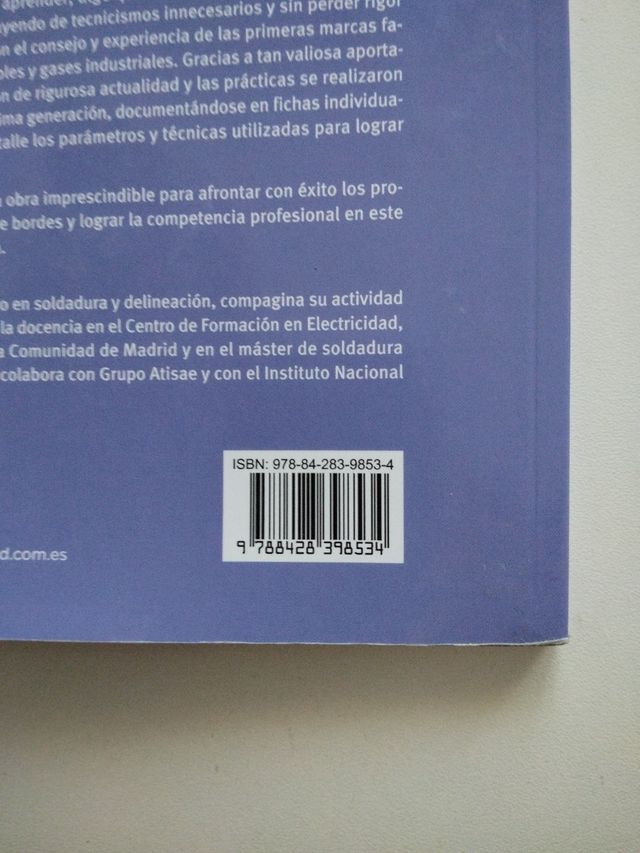 aprender,
yendo de tecnicismos innecesarios y sin perder rigor
n el consejo y experiencia de las primeras marcas fa-
oles y gases industriales. Gracias a tan valiosa aporta-
n de rigurosa actualidad y las prácticas se realizaron
ima generación, documentándose en fichas individua-
talle los parámetros y técnicas utilizadas para lograr
obra imprescindible para afrontar con éxito los pro-
e bordes y lograr la competencia profesional en este
o en soldadura y delineación, compagina su actividad
la docencia en el Centro de Formación en Electricidad,
a Comunidad de Madrid y en el máster de soldadura
colabora con Grupo Atisae y con el Instituto Nacional
ISBN: 978-84-283-9853-4
9 788428 398534
d.com.es